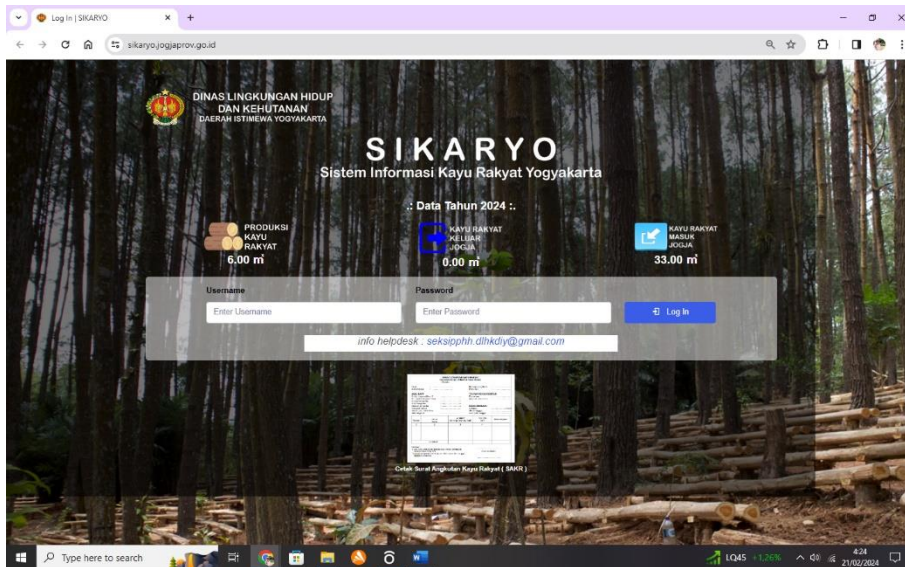 Log In | SIKARYO
sikaryo.jogjaprov.go.id
DINAS LINGKUNGAN HIDUP
DAN KEHUTANAN
DAERAH ISTIMEWA YOGYAKARTA
SIKARYO
Sistem Informasi Kayu Rakyat Yogyakarta
.: Data Tahun 2024 :.
PRODUKSI
KAYU
RAKYAT
6.00 m³
KAYU RAKYAT
KELUAR
JOGJA
0.00 m³
KAYU RAKYAT
MASUK
JOGJA
33.00 m³
Username
Password
Enter Username
Enter Password
Log In
info helpdesk : seksipphh.dlhkdiy@gmail.com
Cetak Surat Angkutan Kayu Rakyat ( SAKR )
Type here to search
LQ45 +1,26%
4:24
21/02/2024